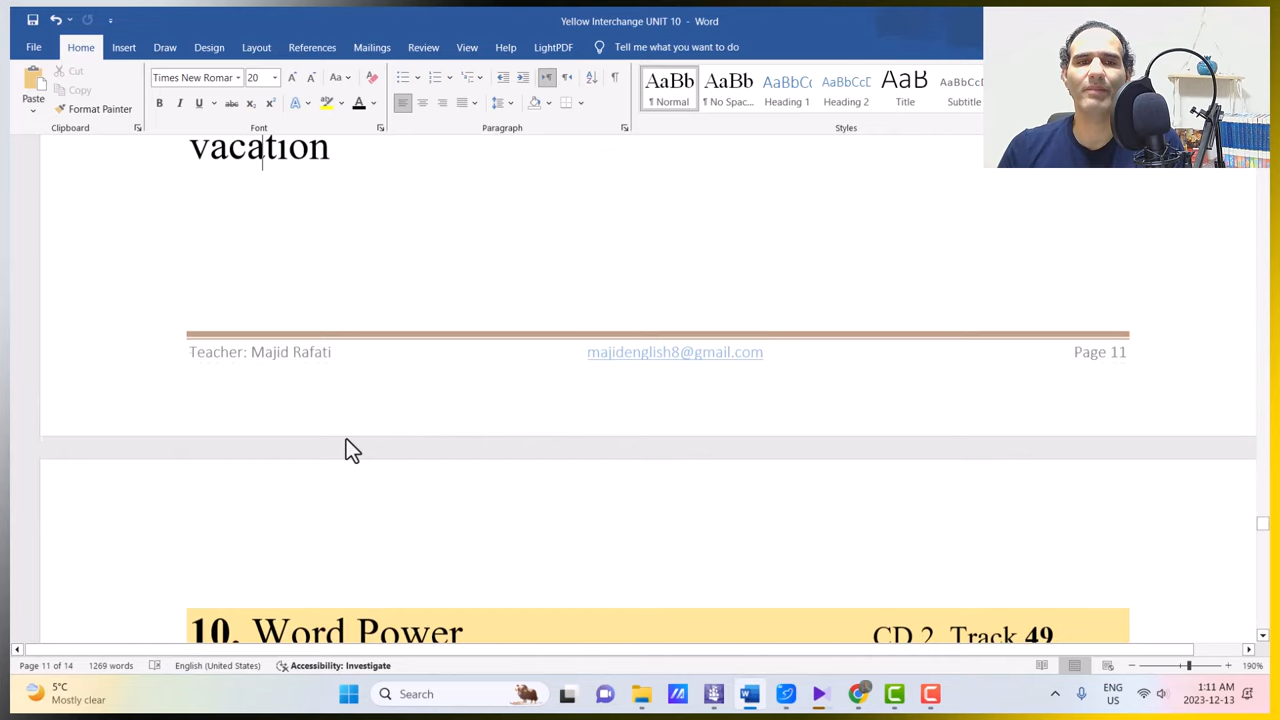 Yellow Interchange UNIT 10 - Word
File Home Insert Draw Design Layout References Mailings Review View Help LightPDF Tell me what you want to do
Paste
Cut
Copy
Format Painter
Clipboard
Times New Romar 20
Font
Paragraph
AaBb AaBb AaBbCc AaBbCcD AaB AaBbCc
¶ Normal ¶ No Spac... Heading 1 Heading 2 Title Subtitle
Styles
vacation
Teacher: Majid Rafati majidenglish8@gmail.com Page 11
10. Word Power CD 2, Track 49
Page 11 of 14 1269 words English (United States) Accessibility: Investigate 190%
5°C
Mostly clear
Search
ENG
US
1:11 AM
2023-12-13